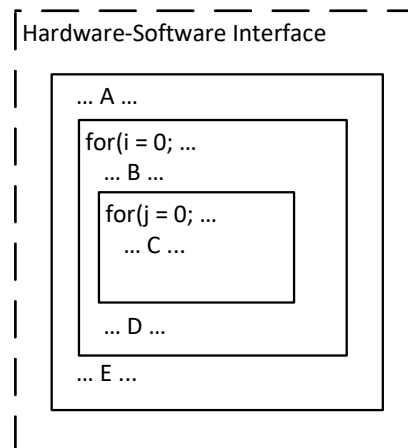 Hardware-Software Interface
... A ...
for(i = 0; ...
... B ...
for(j = 0; ...
... C ...
... D ...
... E ...